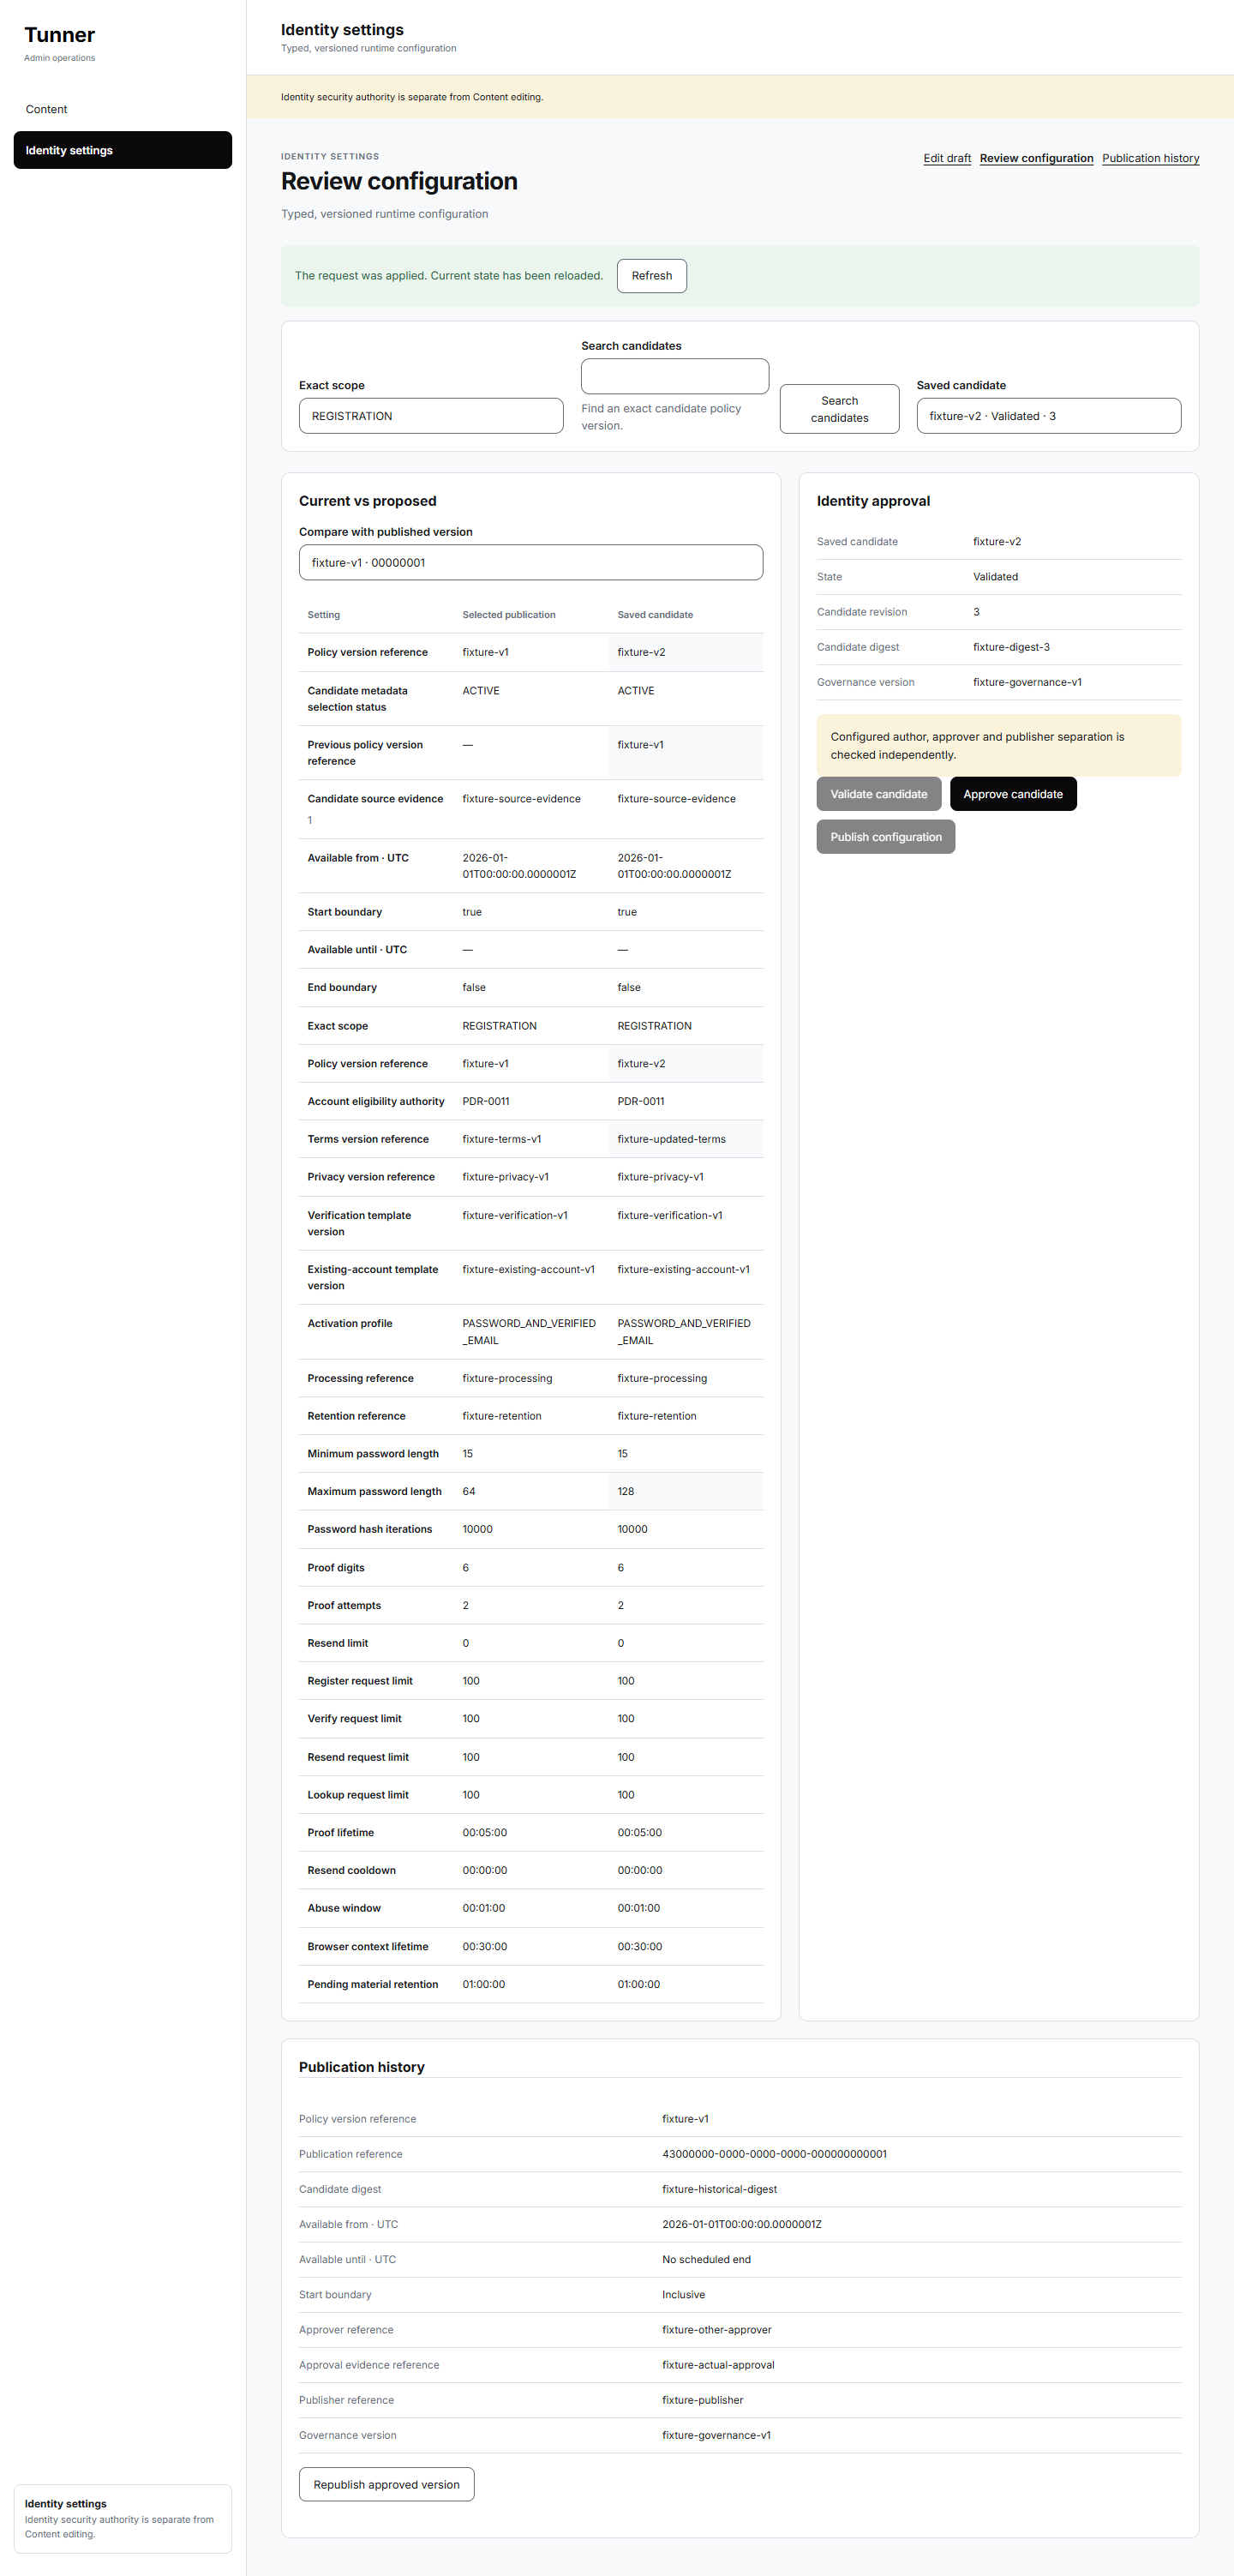 Tunner
Admin operations
Content
Identity settings
Identity settings
Typed, versioned runtime configuration
Identity security authority is separate from Content editing.
IDENTITY SETTINGS
Review configuration
Typed, versioned runtime configuration
Edit draft Review configuration Publication history
The request was applied. Current state has been reloaded. Refresh
Exact scope
REGISTRATION
Search candidates
Find an exact candidate policy
version.
Search
candidates
Saved candidate
fixture-v2 · Validated · 3
Current vs proposed
Compare with published version
fixture-v1 · 00000001
Setting Selected publication Saved candidate
Policy version reference fixture-v1 fixture-v2
Candidate metadata
selection status ACTIVE ACTIVE
Previous policy version
reference — fixture-v1
Candidate source evidence fixture-source-evidence fixture-source-evidence
1
Available from · UTC 2026-01- 2026-01-
01T00:00:00.0000001Z 01T00:00:00.0000001Z
Start boundary true true
Available until · UTC — —
End boundary false false
Exact scope REGISTRATION REGISTRATION
Policy version reference fixture-v1 fixture-v2
Account eligibility authority PDR-0011 PDR-0011
Terms version reference fixture-terms-v1 fixture-updated-terms
Privacy version reference fixture-privacy-v1 fixture-privacy-v1
Verification template
version fixture-verification-v1 fixture-verification-v1
Existing-account template
version fixture-existing-account-v1 fixture-existing-account-v1
Activation profile PASSWORD_AND_VERIFIED PASSWORD_AND_VERIFIED
_EMAIL _EMAIL
Processing reference fixture-processing fixture-processing
Retention reference fixture-retention fixture-retention
Minimum password length 15 15
Maximum password length 64 128
Password hash iterations 10000 10000
Proof digits 6 6
Proof attempts 2 2
Resend limit 0 0
Register request limit 100 100
Verify request limit 100 100
Resend request limit 100 100
Lookup request limit 100 100
Proof lifetime 00:05:00 00:05:00
Resend cooldown 00:00:00 00:00:00
Abuse window 00:01:00 00:01:00
Browser context lifetime 00:30:00 00:30:00
Pending material retention 01:00:00 01:00:00
Identity approval
Saved candidate fixture-v2
State Validated
Candidate revision 3
Candidate digest fixture-digest-3
Governance version fixture-governance-v1
Configured author, approver and publisher separation is
checked independently.
Validate candidate Approve candidate
Publish configuration
Publication history
Policy version reference fixture-v1
Publication reference 43000000-0000-0000-0000-000000000001
Candidate digest fixture-historical-digest
Available from · UTC 2026-01-01T00:00:00.0000001Z
Available until · UTC No scheduled end
Start boundary Inclusive
Approver reference fixture-other-approver
Approval evidence reference fixture-actual-approval
Publisher reference fixture-publisher
Governance version fixture-governance-v1
Republish approved version
Identity settings
Identity security authority is separate from
Content editing.